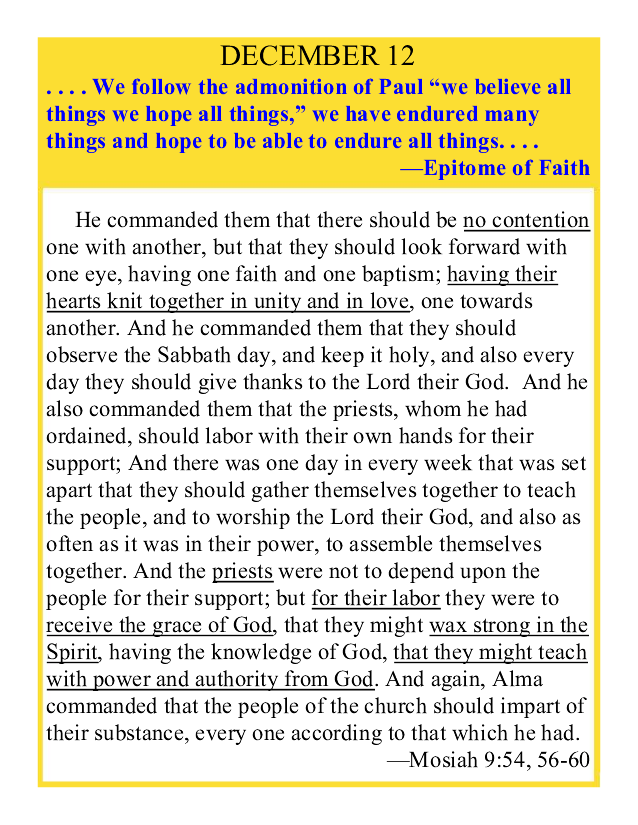 DECEMBER 12
. . . . We follow the admonition of Paul “we believe all
things we hope all things,” we have endured many
things and hope to be able to endure all things. . . .
—Epitome of Faith
He commanded them that there should be no contention
one with another, but that they should look forward with
one eye, having one faith and one baptism; having their
hearts knit together in unity and in love, one towards
another. And he commanded them that they should
observe the Sabbath day, and keep it holy, and also every
day they should give thanks to the Lord their God.  And he
also commanded them that the priests, whom he had
ordained, should labor with their own hands for their
support; And there was one day in every week that was set
apart that they should gather themselves together to teach
the people, and to worship the Lord their God, and also as
often as it was in their power, to assemble themselves
together. And the priests were not to depend upon the
people for their support; but for their labor they were to
receive the grace of God, that they might wax strong in the
Spirit, having the knowledge of God, that they might teach
with power and authority from God. And again, Alma
commanded that the people of the church should impart of
their substance, every one according to that which he had.
—Mosiah 9:54, 56-60